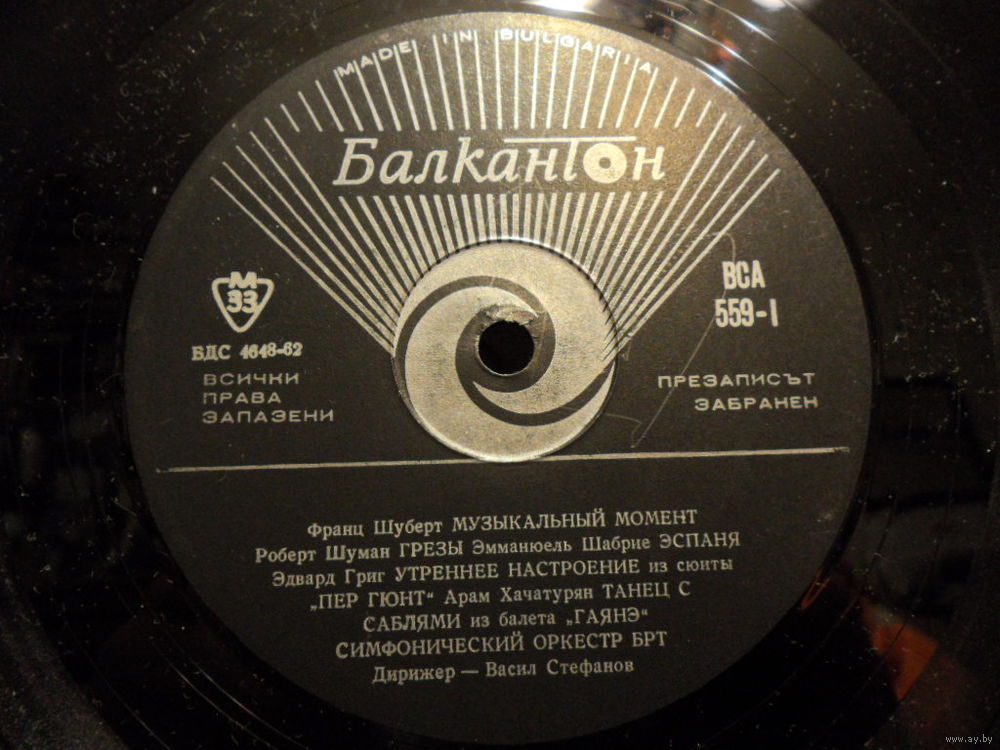 MADE IN BULGARIA
Балкантон
М
33
БДС 4648-62
ВСИЧКИ
ПРАВА
ЗАПАЗЕНИ
ВСА
559-I
ПРЕЗАПИСЪТ
ЗАБРАНЕН
Франц Шуберт МУЗЫКАЛЬНЫЙ МОМЕНТ
Роберт Шуман ГРЕЗЫ Эмманюель Шабрие ЭСПАНЯ
Эдвард Григ УТРЕННЕЕ НАСТРОЕНИЕ из сюиты
„ПЕР ГЮНТ“ Арам Хачатурян ТАНЕЦ С
САБЛЯМИ из балета „ГАЯНЭ“
СИМФОНИЧЕСКИЙ ОРКЕСТР БРТ
Дирижер — Васил Стефанов
www.ay.by